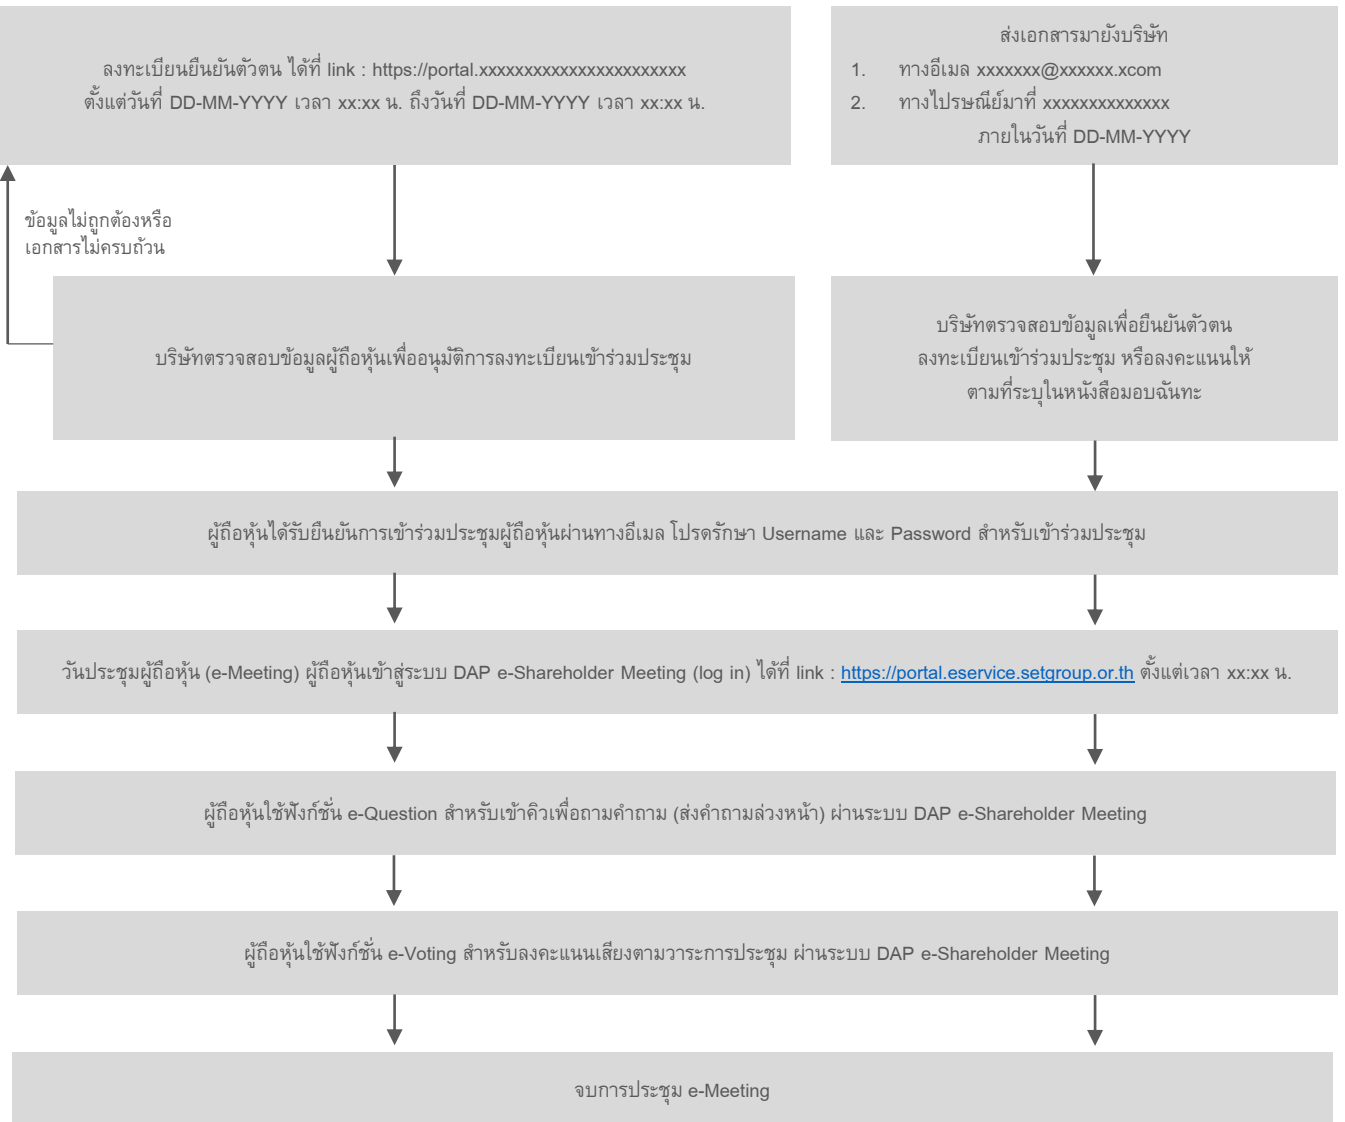 ลงทะเบียนยืนยันตัวตน ได้ที่ link : https://portal.xxxxxxxxxxxxxxxxxxxxxxx
ตั้งแต่วันที่ DD-MM-YYYY เวลา xx:xx น. ถึงวันที่ DD-MM-YYYY เวลา xx:xx น.
ส่งเอกสารมายังบริษัท
1. ทางอีเมล xxxxxxx@xxxxxx.xcom
2. ทางไปรษณีย์มาที่ xxxxxxxxxxxxxx
ภายในวันที่ DD-MM-YYYY
ข้อมูลไม่ถูกต้องหรือ
เอกสารไม่ครบถ้วน
บริษัทตรวจสอบข้อมูลผู้ถือหุ้นเพื่ออนุมัติการลงทะเบียนเข้าร่วมประชุม
บริษัทตรวจสอบข้อมูลเพื่อยืนยันตัวตน
ลงทะเบียนเข้าร่วมประชุม หรือลงคะแนนให้
ตามที่ระบุในหนังสือมอบฉันทะ
ผู้ถือหุ้นได้รับยืนยันการเข้าร่วมประชุมผู้ถือหุ้นผ่านทางอีเมล โปรดรักษา Username และ Password สำหรับเข้าร่วมประชุม
วันประชุมผู้ถือหุ้น (e-Meeting) ผู้ถือหุ้นเข้าสู่ระบบ DAP e-Shareholder Meeting (log in) ได้ที่ link : https://portal.eservice.setgroup.or.th ตั้งแต่เวลา xx:xx น.
ผู้ถือหุ้นใช้ฟังก์ชั่น e-Question สำหรับเข้าคิวเพื่อถามคำถาม (ส่งคำถามล่วงหน้า) ผ่านระบบ DAP e-Shareholder Meeting
ผู้ถือหุ้นใช้ฟังก์ชั่น e-Voting สำหรับลงคะแนนเสียงตามวาระการประชุม ผ่านระบบ DAP e-Shareholder Meeting
จบการประชุม e-Meeting